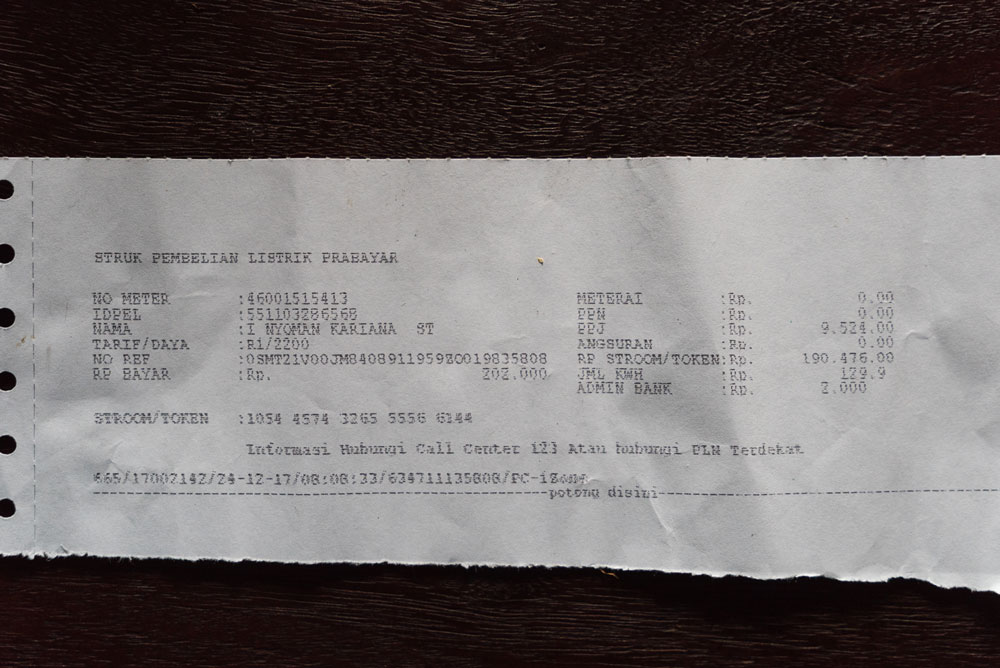 STRUK PEMBELIAN LISTRIK PRABAYAR
NO METER :46001515413 METERAI :Rp. 0.00
IDPEL :551103286568 PPN :Rp. 0.00
NAMA :I NYOMAN KARIANA ST PPJ :Rp. 9.524.00
TARIF/DAYA :R1/2200 ANGSURAN :Rp. 0.00
NO REF :0SMT21V00JM8408911959Z0019835808 RP STROOM/TOKEN:Rp. 190.476.00
RP BAYAR :Rp. 202.000 JML KWH :Rp. 129.9
ADMIN BANK :Rp. 2.000
STROOM/TOKEN :1054 4574 3265 5556 6144
Informasi Hubungi Call Center 123 Atau hubungi PLN Terdekat
665/17002142/24-12-17/08:08:33/634711135808/
potong disini